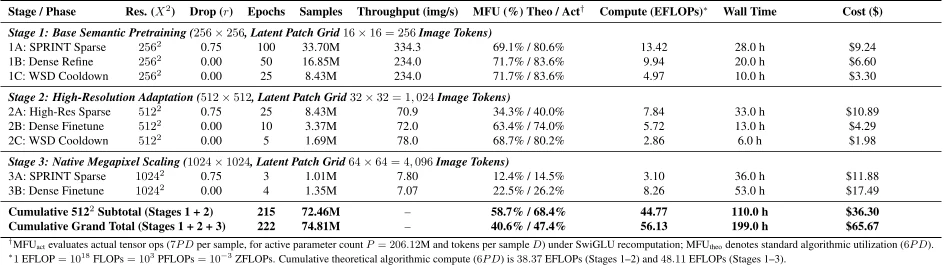 Stage / Phase Res. (X²) Drop (r) Epochs Samples Throughput (img/s) MFU (%) Theo / Act† Compute (EFLOPs)* Wall Time Cost ($)
Stage 1: Base Semantic Pretraining (256 × 256, Latent Patch Grid 16 × 16 = 256 Image Tokens)
1A: SPRINT Sparse 256² 0.75 100 33.70M 334.3 69.1% / 80.6% 13.42 28.0 h $9.24
1B: Dense Refine 256² 0.00 50 16.85M 234.0 71.7% / 83.6% 9.94 20.0 h $6.60
1C: WSD Cooldown 256² 0.00 25 8.43M 234.0 71.7% / 83.6% 4.97 10.0 h $3.30
Stage 2: High-Resolution Adaptation (512 × 512, Latent Patch Grid 32 × 32 = 1,024 Image Tokens)
2A: High-Res Sparse 512² 0.75 25 8.43M 70.9 34.3% / 40.0% 7.84 33.0 h $10.89
2B: Dense Finetune 512² 0.00 10 3.37M 72.0 63.4% / 74.0% 5.72 13.0 h $4.29
2C: WSD Cooldown 512² 0.00 5 1.69M 78.0 68.7% / 80.2% 2.86 6.0 h $1.98
Stage 3: Native Megapixel Scaling (1024 × 1024, Latent Patch Grid 64 × 64 = 4,096 Image Tokens)
3A: SPRINT Sparse 1024² 0.75 3 1.01M 7.80 12.4% / 14.5% 3.10 36.0 h $11.88
3B: Dense Finetune 1024² 0.00 4 1.35M 7.07 22.5% / 26.2% 8.26 53.0 h $17.49
Cumulative 512² Subtotal (Stages 1 + 2) 215 72.46M – 58.7% / 68.4% 44.77 110.0 h $36.30
Cumulative Grand Total (Stages 1 + 2 + 3) 222 74.81M – 40.6% / 47.4% 56.13 199.0 h $65.67
†MFUact evaluates actual tensor ops (7PD per sample, for active parameter count P = 206.12M and tokens per sample D) under SwiGLU recomputation; MFUtheo denotes standard algorithmic utilization (6PD).
*1 EFLOP = 10¹⁸ FLOPs = 10³ PFLOPs = 10⁻³ ZFLOPs. Cumulative theoretical algorithmic compute (6PD) is 38.37 EFLOPs (Stages 1–2) and 48.11 EFLOPs (Stages 1–3).